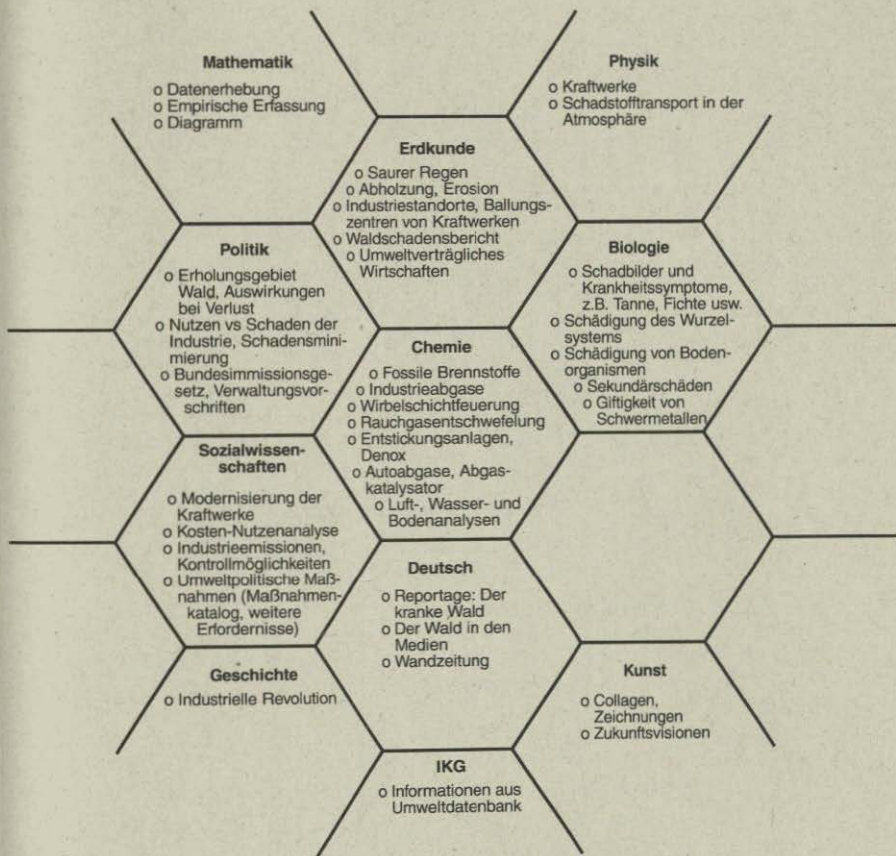 Mathematik
o Datenerhebung
o Empirische Erfassung
o Diagramm
Physik
o Kraftwerke
o Schadstofftransport in der
Atmosphäre
Erdkunde
o Saurer Regen
o Abholzung, Erosion
o Industriestandorte, Ballungs-
zentren von Kraftwerken
o Waldschadensbericht
o Umweltverträgliches
Wirtschaften
Politik
o Erholungsgebiet
Wald, Auswirkungen
bei Verlust
o Nutzen vs Schaden der
Industrie, Schadensmini-
mierung
o Bundesimmissionsge-
setz, Verwaltungsvor-
schriften
Biologie
o Schadbilder und
Krankheitssymptome,
z.B. Tanne, Fichte usw.
o Schädigung des Wurzel-
systems
o Schädigung von Boden-
organismen
o Sekundärschäden
o Giftigkeit von
Schwermetallen
Chemie
o Fossile Brennstoffe
o Industrieabgase
o Wirbelschichtfeuerung
o Rauchgasentschwefelung
o Entstickungsanlagen,
Denox
o Autoabgase, Abgas-
katalysator
o Luft-, Wasser- und
Bodenanalysen
Sozialwissen-
schaften
o Modernisierung der
Kraftwerke
o Kosten-Nutzenanalyse
o Industrieemissionen,
Kontrollmöglichkeiten
o Umweltpolitische Maß-
nahmen (Maßnahmen-
katalog, weitere
Erfordernisse)
Deutsch
o Reportage: Der
kranke Wald
o Der Wald in den
Medien
o Wandzeitung
Geschichte
o Industrielle Revolution
Kunst
o Collagen,
Zeichnungen
o Zukunftsvisionen
IKG
o Informationen aus
Umweltdatenbank